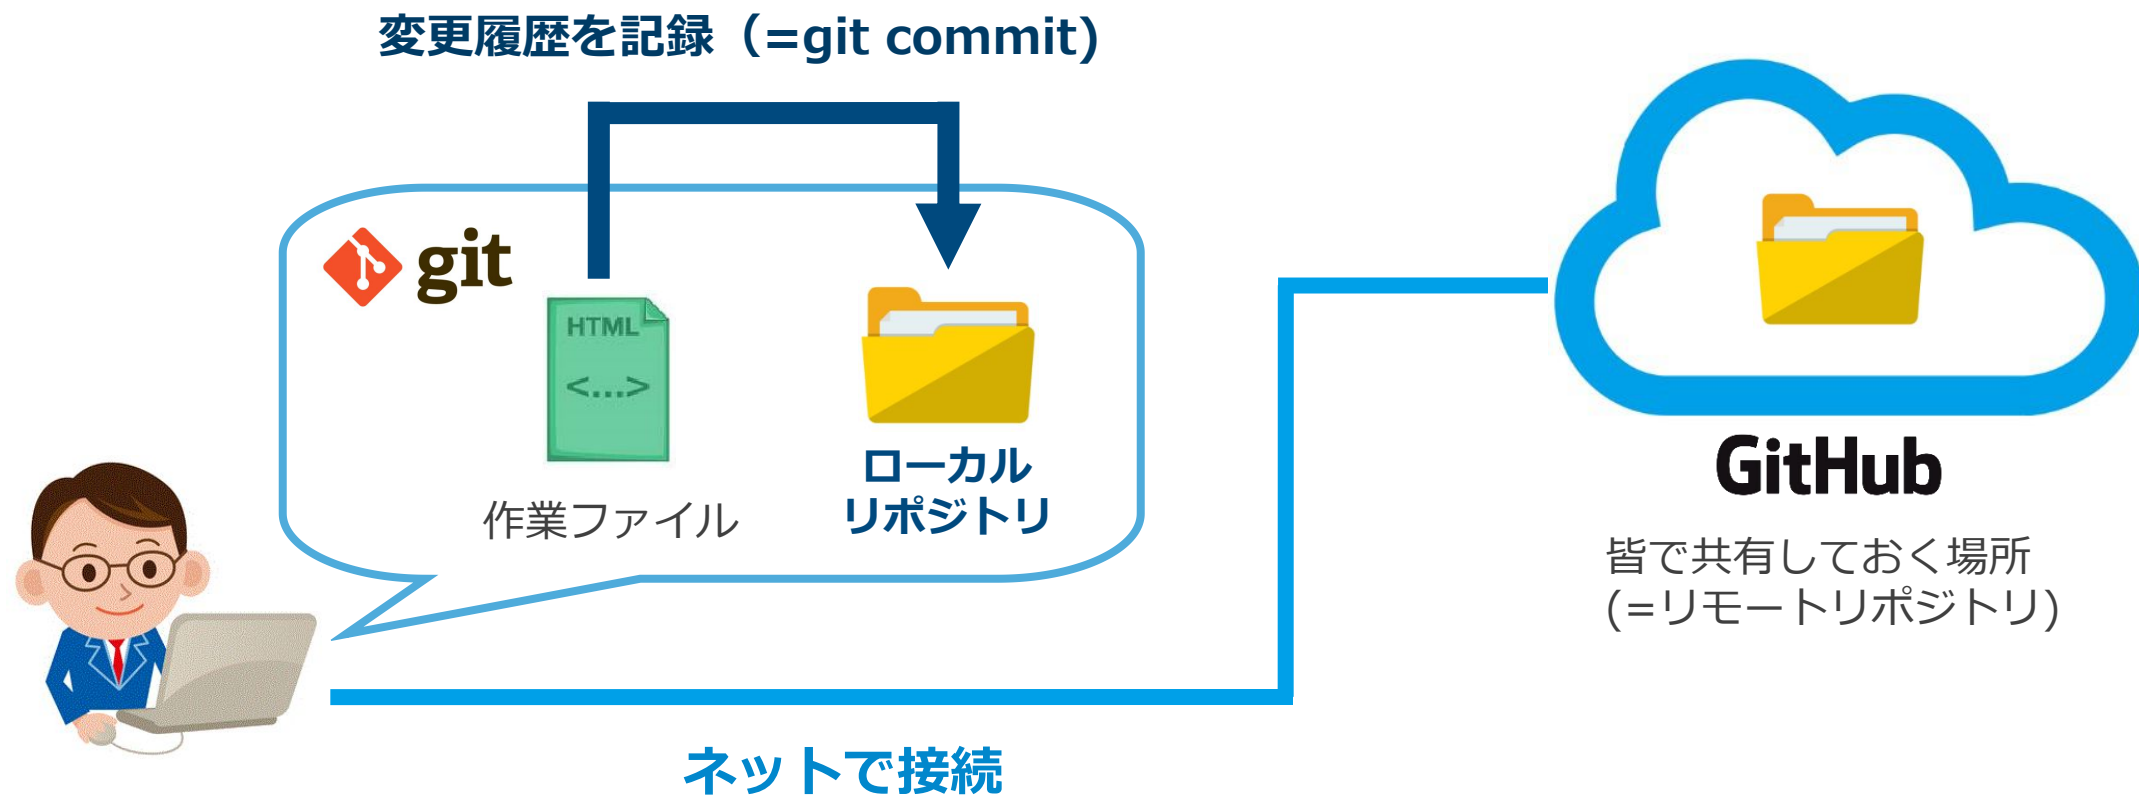 変更履歴を記録（=git commit)
git
HTML
<...>
作業ファイル
ローカル
リポジトリ
GitHub
皆で共有しておく場所
(=リモートリポジトリ)
ネットで接続